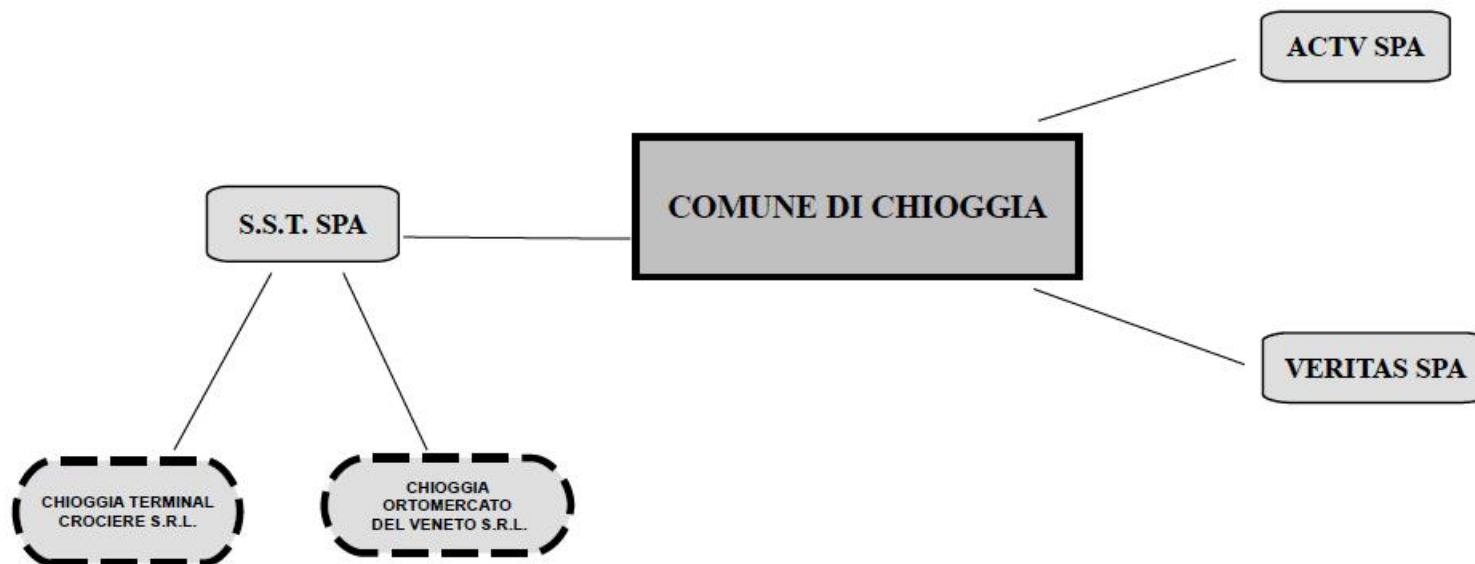 ACTV SPA
COMUNE DI CHIOGGIA
S.S.T. SPA
VERITAS SPA
CHIOGGIA TERMINAL
CROCIERE S.R.L.
CHIOGGIA
ORTOMERCATO
DEL VENETO S.R.L.